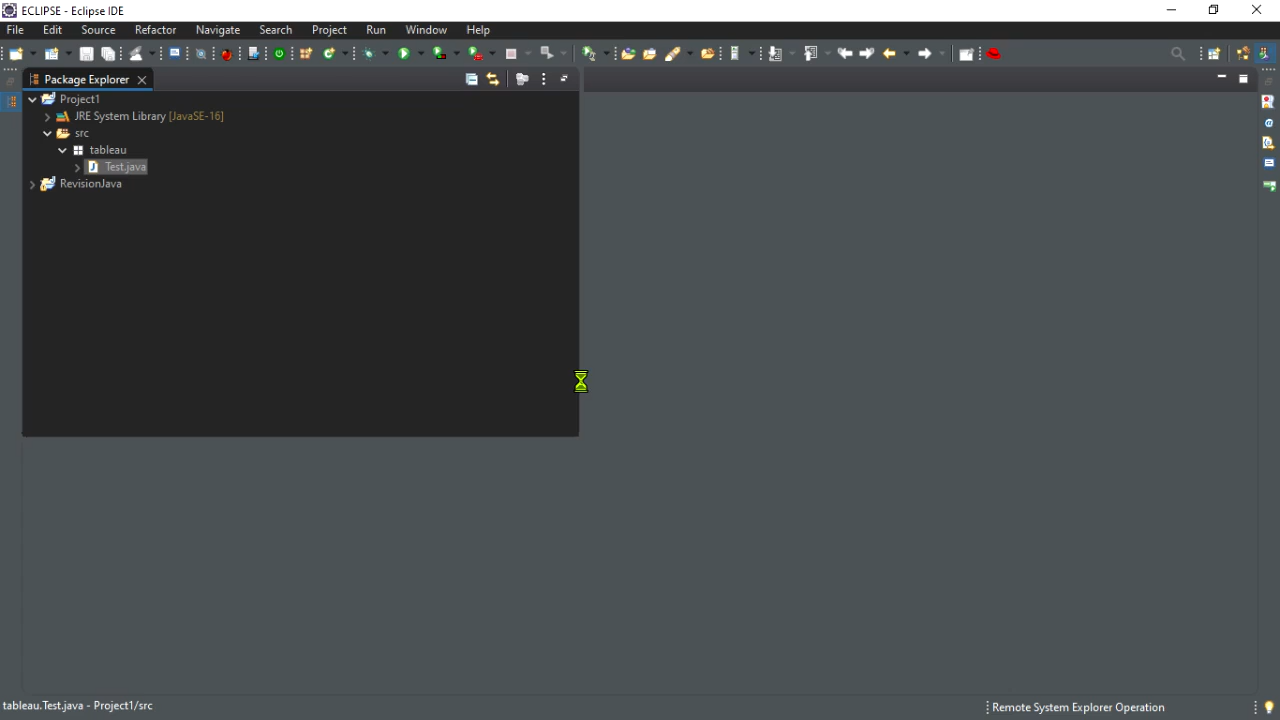 ECLIPSE - Eclipse IDE
File Edit Source Refactor Navigate Search Project Run Window Help
Package Explorer
Project1
JRE System Library [JavaSE-16]
src
tableau
Test.java
RevisionJava
tableau.Test.java - Project1/src
Remote System Explorer Operation